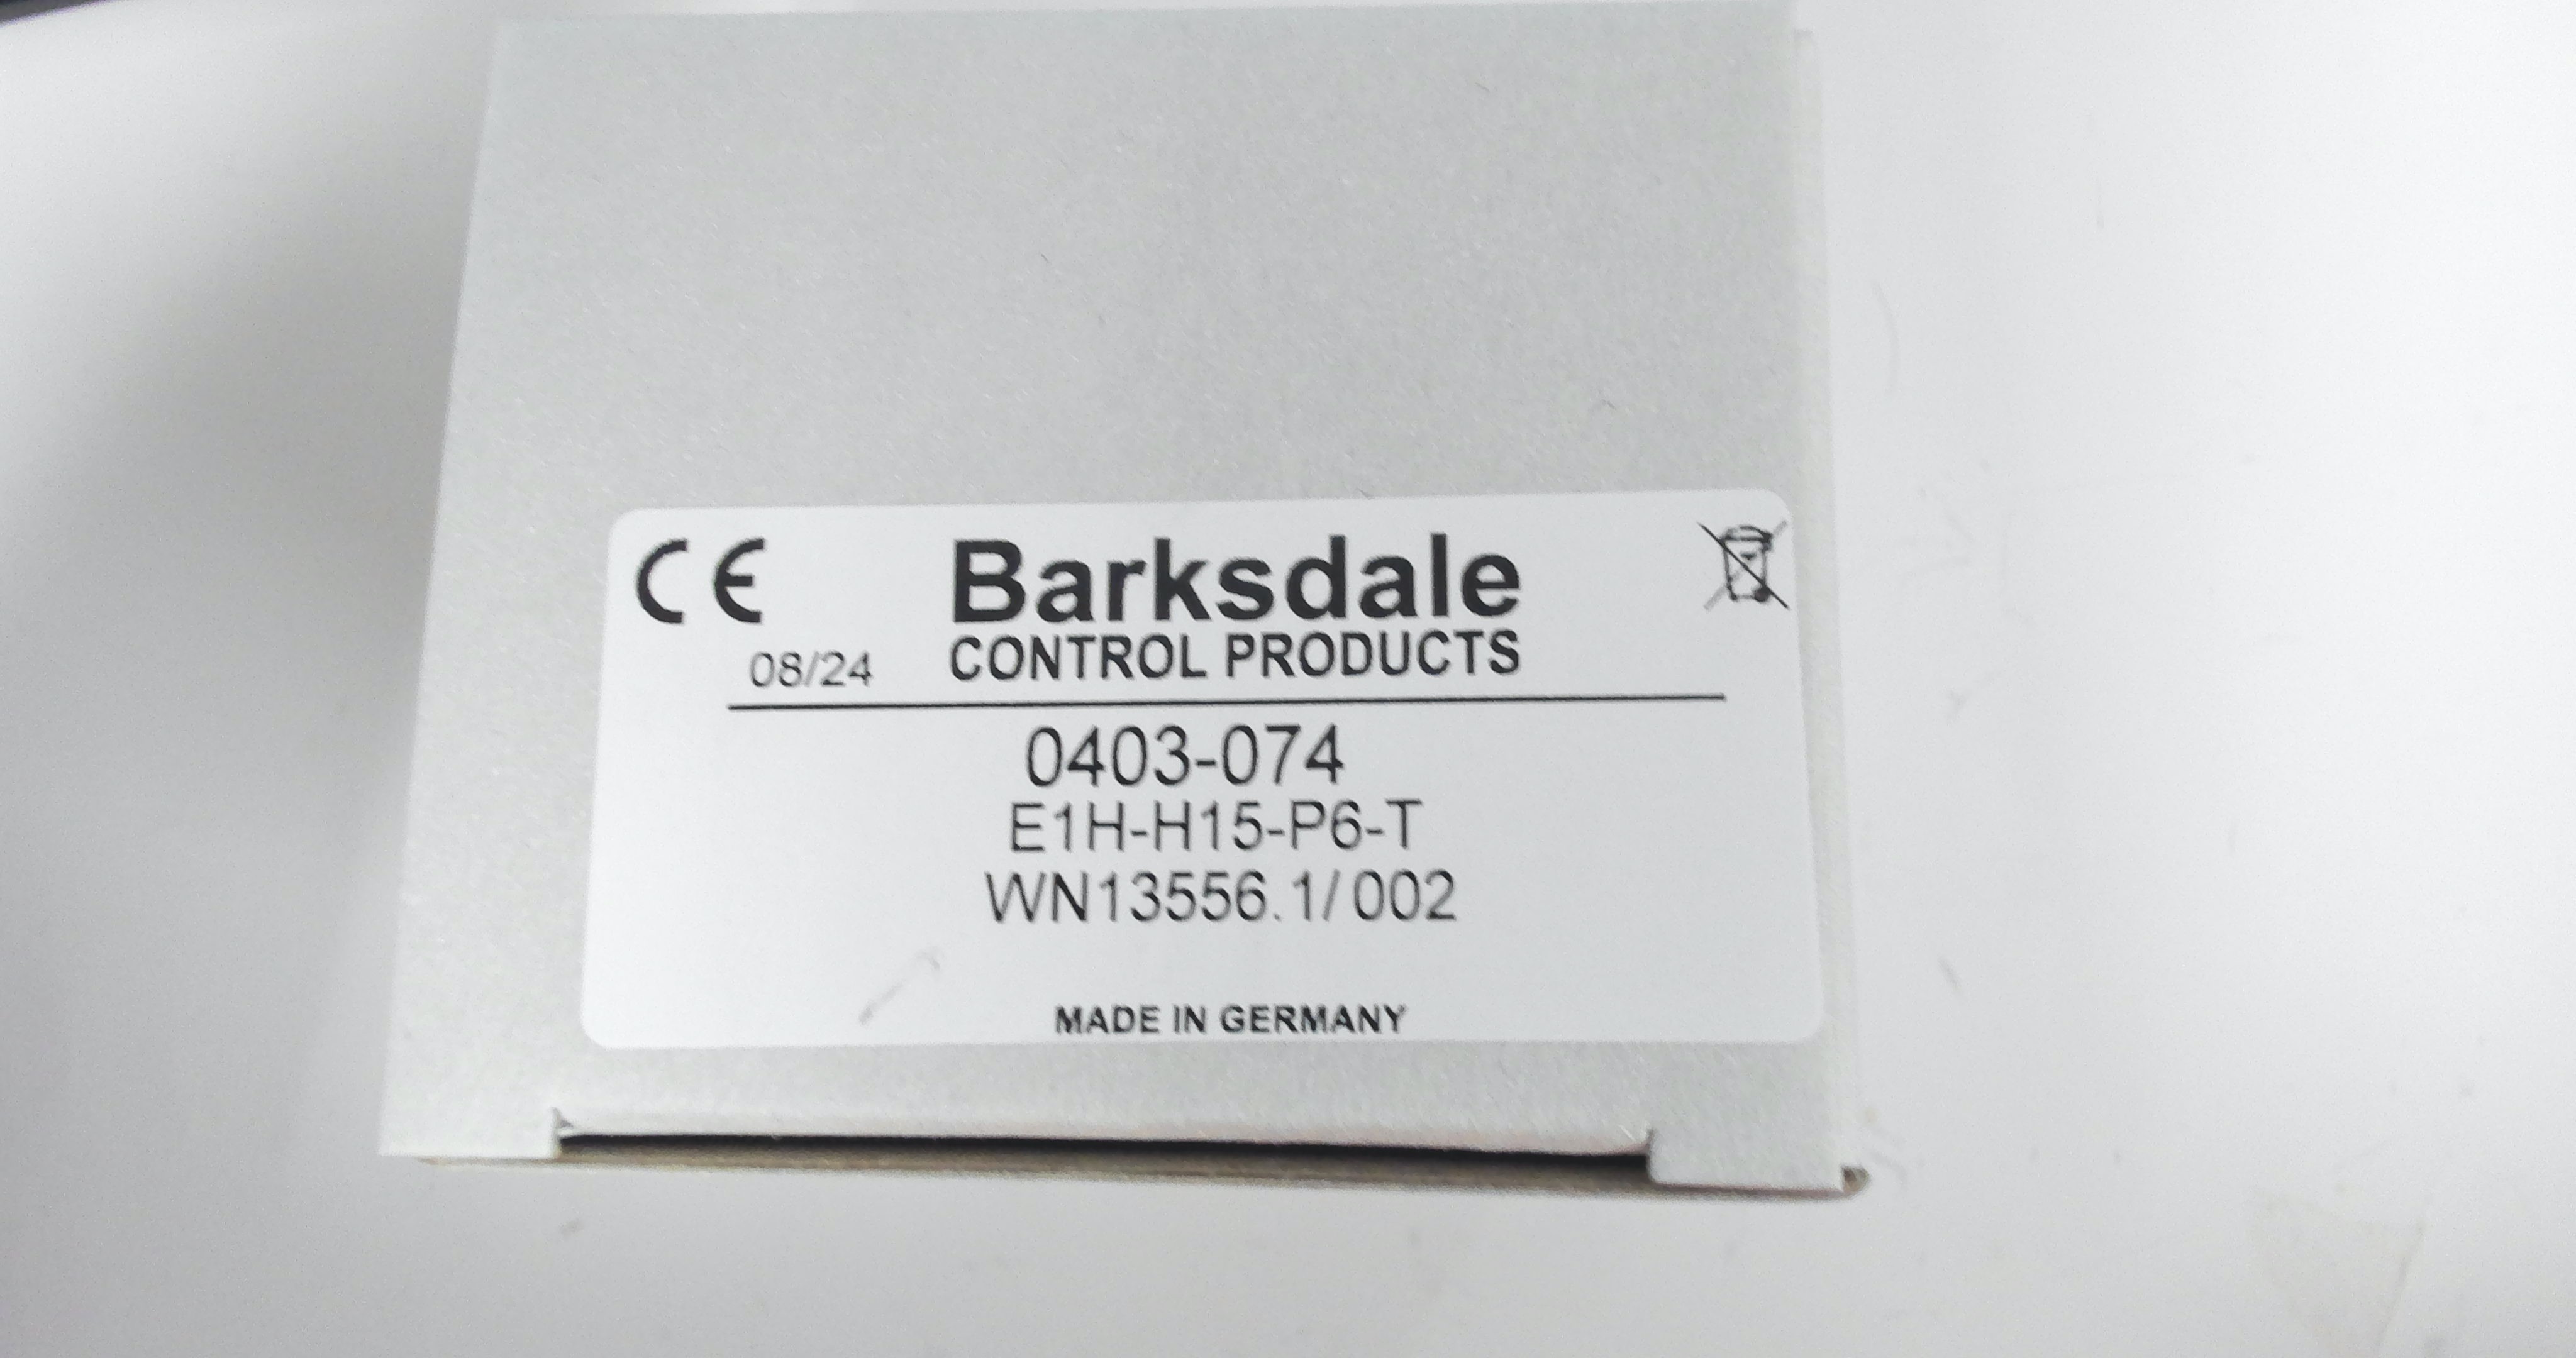 CE
Barksdale
CONTROL PRODUCTS
08/24
0403-074
E1H-H15-P6-T
WN13556.1/002
MADE IN GERMANY